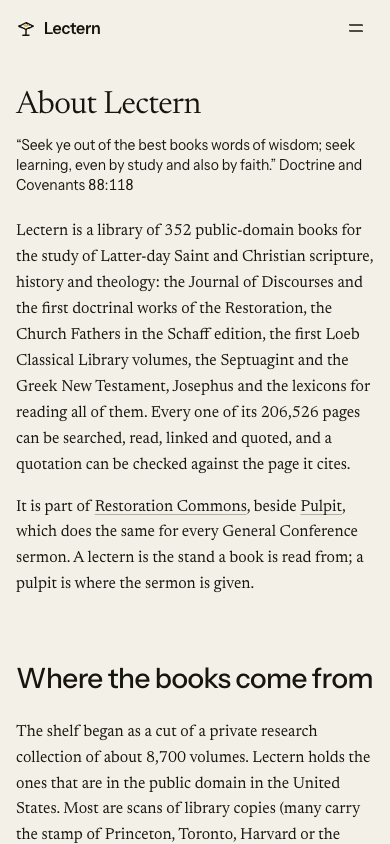 Lectern
About Lectern
“Seek ye out of the best books words of wisdom; seek
learning, even by study and also by faith.” Doctrine and
Covenants 88:118
Lectern is a library of 352 public-domain books for
the study of Latter-day Saint and Christian scripture,
history and theology: the Journal of Discourses and
the first doctrinal works of the Restoration, the
Church Fathers in the Schaff edition, the first Loeb
Classical Library volumes, the Septuagint and the
Greek New Testament, Josephus and the lexicons for
reading all of them. Every one of its 206,526 pages
can be searched, read, linked and quoted, and a
quotation can be checked against the page it cites.
It is part of Restoration Commons, beside Pulpit,
which does the same for every General Conference
sermon. A lectern is the stand a book is read from; a
pulpit is where the sermon is given.
Where the books come from
The shelf began as a cut of a private research
collection of about 8,700 volumes. Lectern holds the
ones that are in the public domain in the United
States. Most are scans of library copies (many carry
the stamp of Princeton, Toronto, Harvard or the